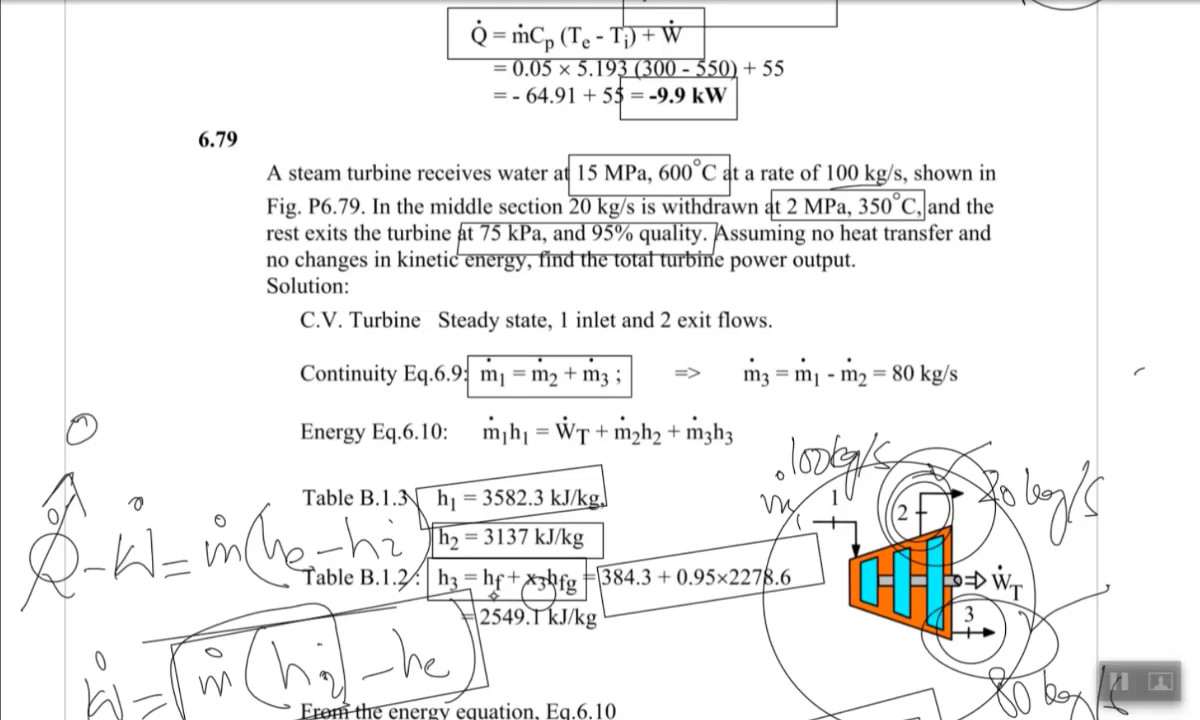 Q̇ = ṁCp (Te - Ti) + Ẇ
= 0.05 × 5.193 (300 - 550) + 55
= - 64.91 + 55 = -9.9 kW
6.79
A steam turbine receives water at 15 MPa, 600°C at a rate of 100 kg/s, shown in
Fig. P6.79. In the middle section 20 kg/s is withdrawn at 2 MPa, 350°C, and the
rest exits the turbine at 75 kPa, and 95% quality. Assuming no heat transfer and
no changes in kinetic energy, find the total turbine power output.
Solution:
C.V. Turbine Steady state, 1 inlet and 2 exit flows.
Continuity Eq.6.9: ṁ1 = ṁ2 + ṁ3 ; => ṁ3 = ṁ1 - ṁ2 = 80 kg/s
Energy Eq.6.10: ṁ1h1 = ẆT + ṁ2h2 + ṁ3h3
Table B.1.3 h1 = 3582.3 kJ/kg,
h2 = 3137 kJ/kg
Table B.1.2 : h3 = hf + x3hfg = 384.3 + 0.95×2278.6
= 2549.1 kJ/kg
From the energy equation, Eq.6.10
0
Q̇ - Ẇ = ṁ(he - hi)
Ẇ = ṁ(hi - he)
ṁ1 100 kg/s
1
2
20 kg/s
ẆT
3
80 kg/s